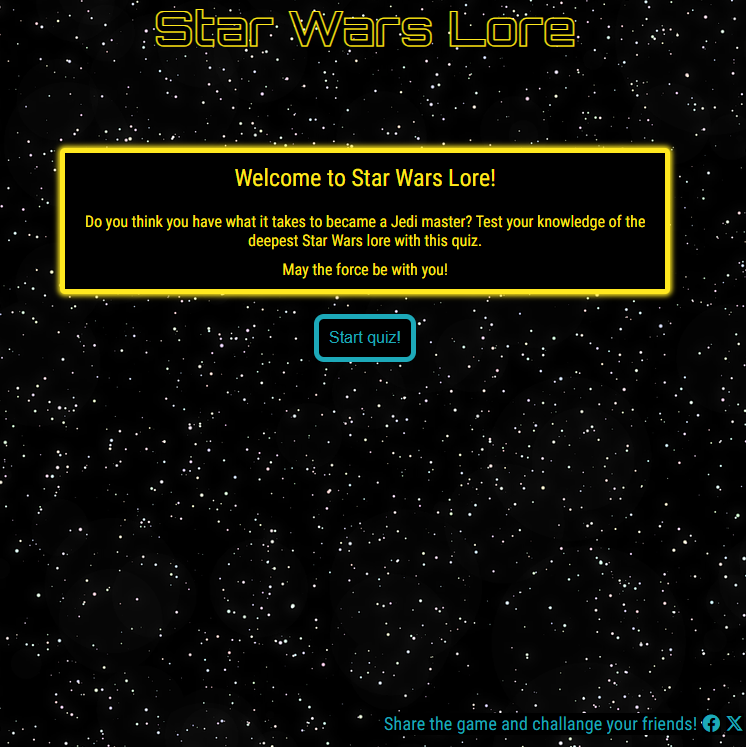 Star Wars Lore
Welcome to Star Wars Lore!
Do you think you have what it takes to became a Jedi master? Test your knowledge of the
deepest Star Wars lore with this quiz.
May the force be with you!
Start quiz!
Share the game and challange your friends!